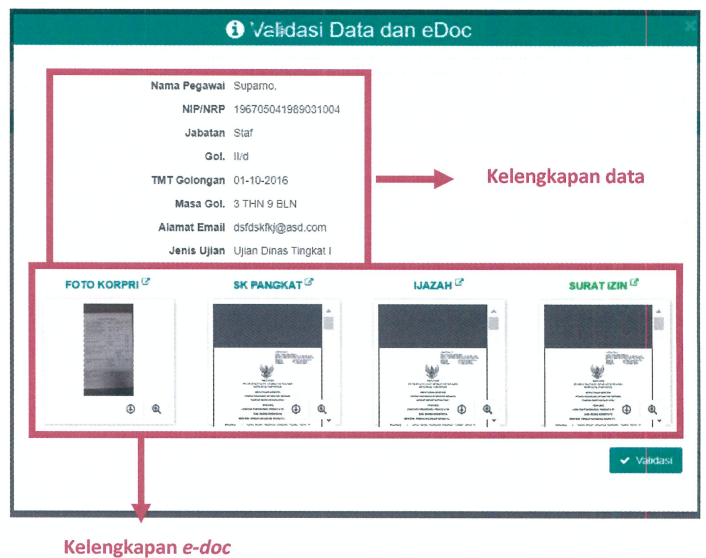 Validasi Data dan eDoc
Nama Pegawai Suparno,
NIP/NRP 196705041989031004
Jabatan Staf
Gol. II/d
TMT Golongan 01-10-2016
Masa Gol. 3 THN 9 BLN
Alamat Email dsfdskfkj@asd.com
Jenis Ujian Ujian Dinas Tingkat I
Kelengkapan data
FOTO KORPRI SK PANGKAT IJAZAH SURAT IZIN
Validasi
Kelengkapan e-doc